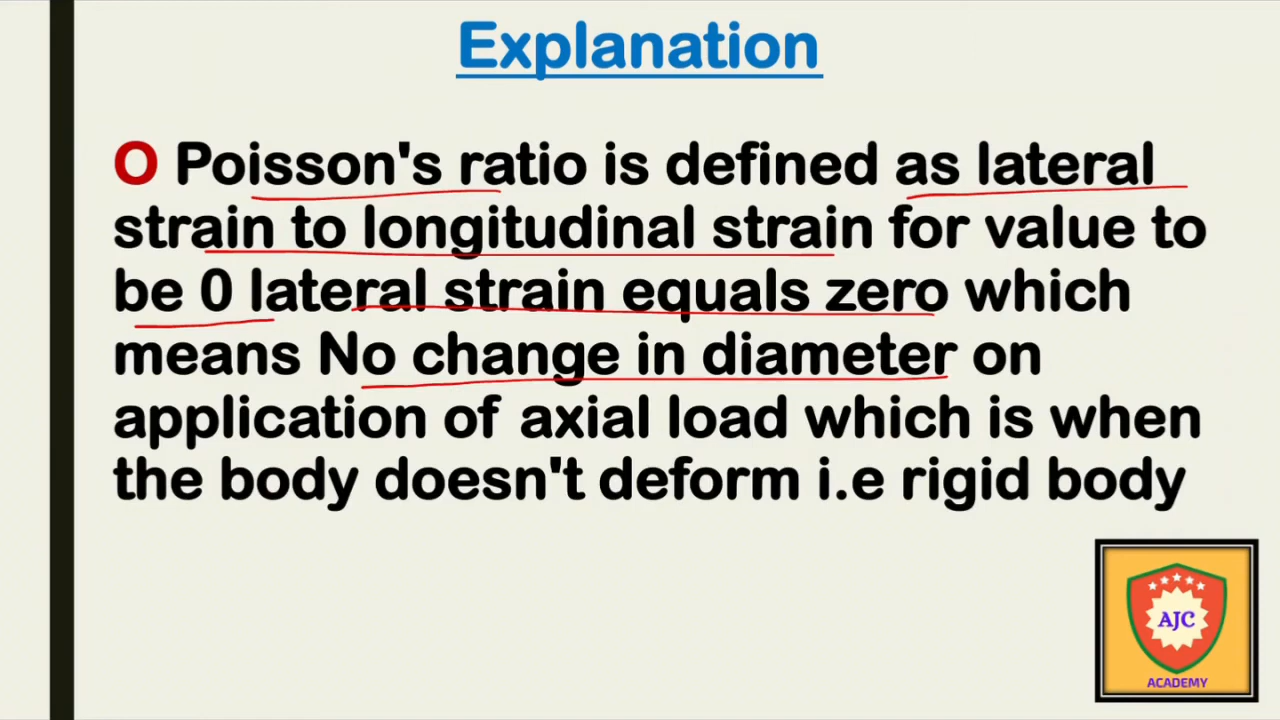 Explanation
O Poisson's ratio is defined as lateral
strain to longitudinal strain for value to
be 0 lateral strain equals zero which
means No change in diameter on
application of axial load which is when
the body doesn't deform i.e rigid body
AJC
ACADEMY